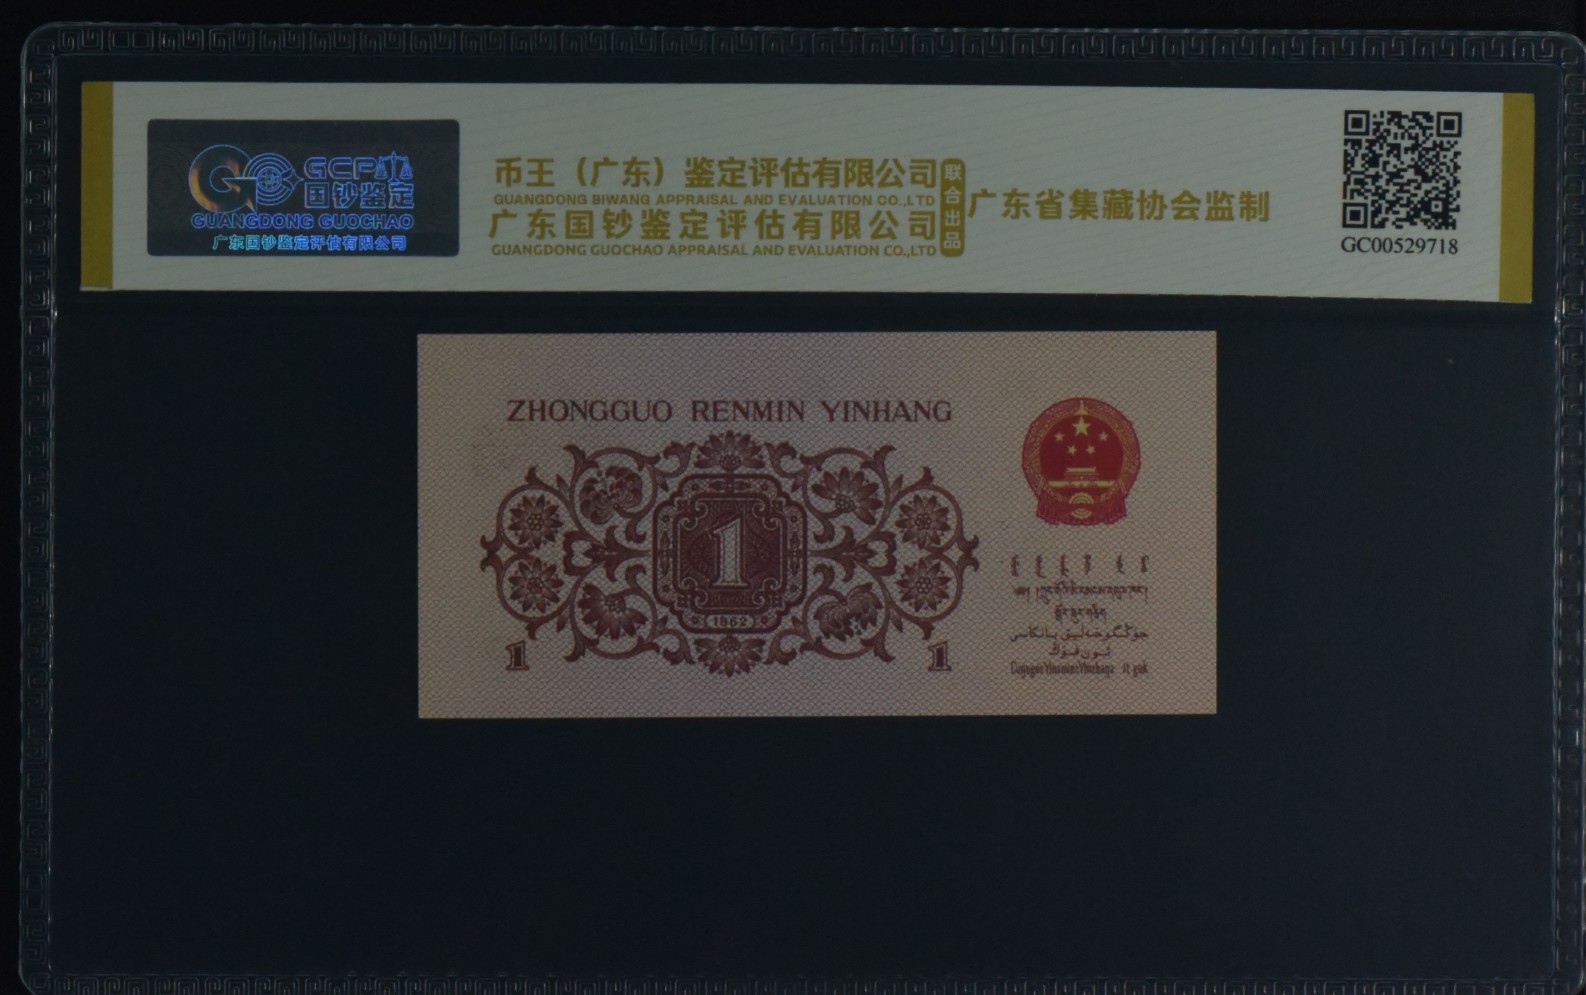 GCP
国钞鉴定
GUANGDONG GUOCHAO
广东国钞鉴定评估有限公司
币王（广东）鉴定评估有限公司
GUANGDONG BIWANG APPRAISAL AND EVALUATION CO.,LTD
广东国钞鉴定评估有限公司
GUANGDONG GUOCHAO APPRAISAL AND EVALUATION CO.,LTD
联合出品
广东省集藏协会监制
GC00529718
ZHONGGUO RENMIN YINHANG
1
1962
1
1